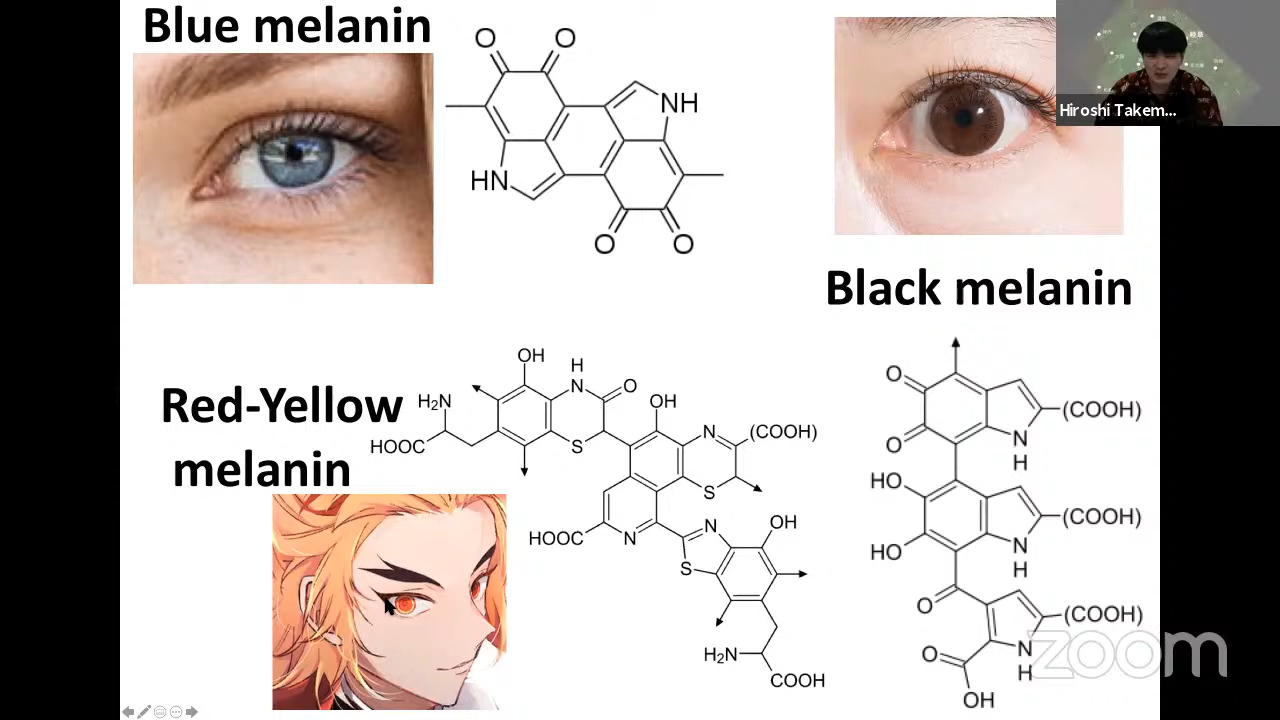 Blue melanin
O
O
NH
HN
O
O
Hiroshi Takem...
Black melanin
Red-Yellow
melanin
OH
H
N
O
H₂N
HOOC
S
OH
N
(COOH)
S
HOOC
N
N
OH
S
H₂N
COOH
O
O
(COOH)
N
H
HO
HO
(COOH)
N
H
O
(COOH)
N
H
O
OH
zoom